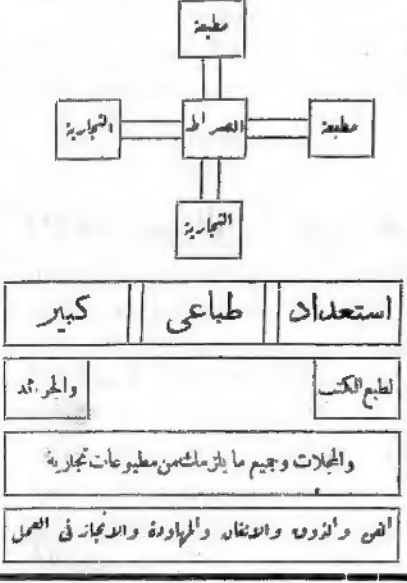 مطبعة
مطبعة الصراط التجارية
التجارية
استعداد طباعى كبير
لطبع الكتب والجرائد
والمجلات وجميع ما يلزمك من مطبوعات تجارية
الفن والذوق والاتقان والمهاودة والانجاز فى العمل